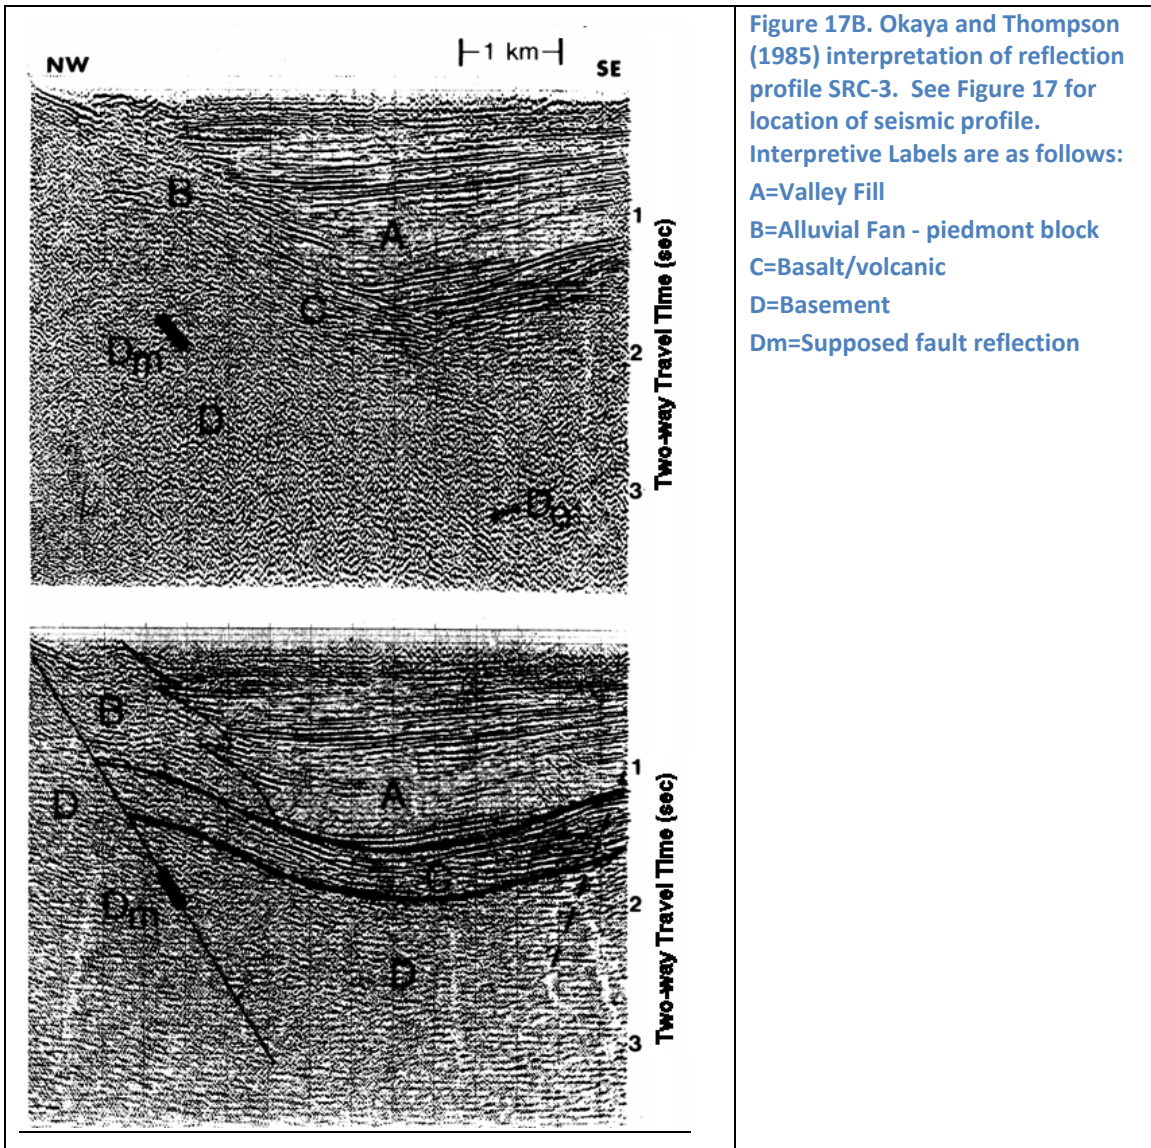 NW
1 km
SE
B
A
1
C
Dm
2
D
3
De
Two-way Travel Time (sec)
B
A
1
D
C
Dm
2
D
3
Two-way Travel Time (sec)
Figure 17B. Okaya and Thompson
(1985) interpretation of reflection
profile SRC-3. See Figure 17 for
location of seismic profile.
Interpretive Labels are as follows:
A=Valley Fill
B=Alluvial Fan - piedmont block
C=Basalt/volcanic
D=Basement
Dm=Supposed fault reflection